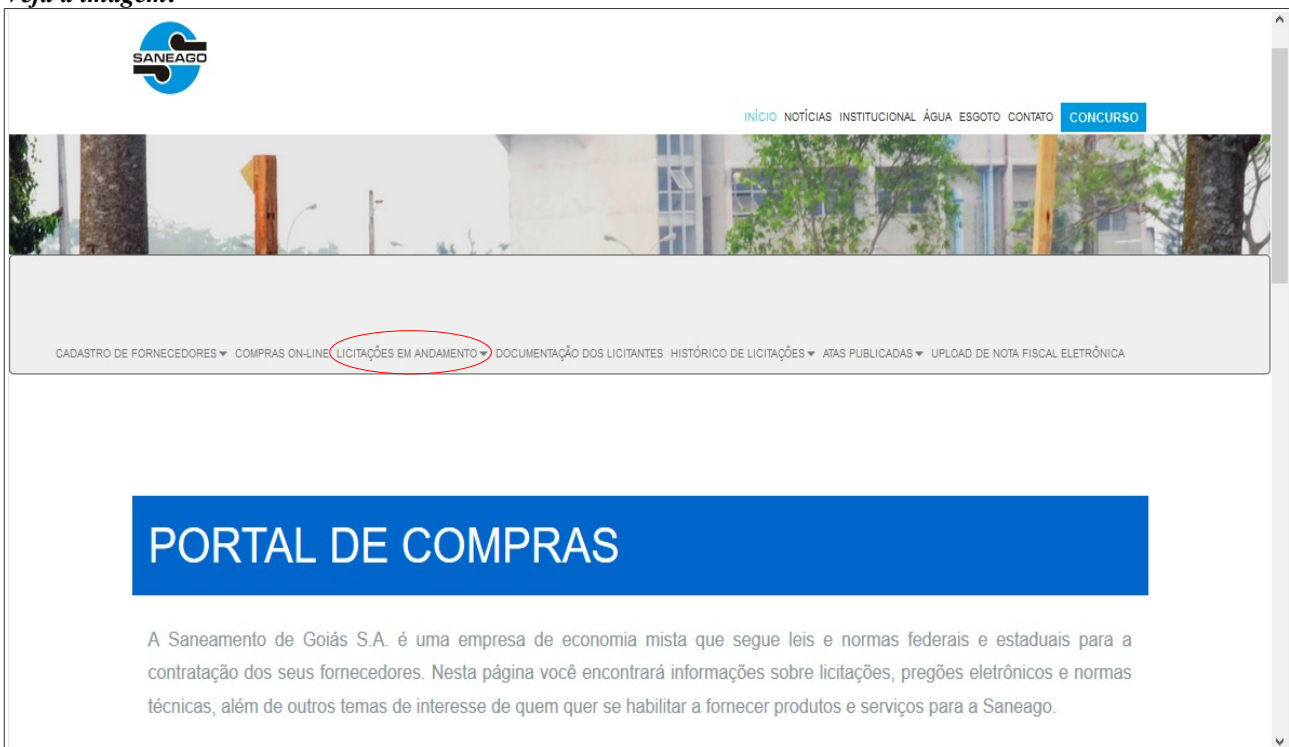 Veja a imagem:
SANEAGO
INÍCIO NOTÍCIAS INSTITUCIONAL ÁGUA ESGOTO CONTATO CONCURSO
CADASTRO DE FORNECEDORES COMPRAS ON-LINE LICITAÇÕES EM ANDAMENTO DOCUMENTAÇÃO DOS LICITANTES HISTÓRICO DE LICITAÇÕES ATAS PUBLICADAS UPLOAD DE NOTA FISCAL ELETRÔNICA
PORTAL DE COMPRAS
A Saneamento de Goiás S.A. é uma empresa de economia mista que segue leis e normas federais e estaduais para a
contratação dos seus fornecedores. Nesta página você encontrará informações sobre licitações, pregões eletrônicos e normas
técnicas, além de outros temas de interesse de quem quer se habilitar a fornecer produtos e serviços para a Saneago.